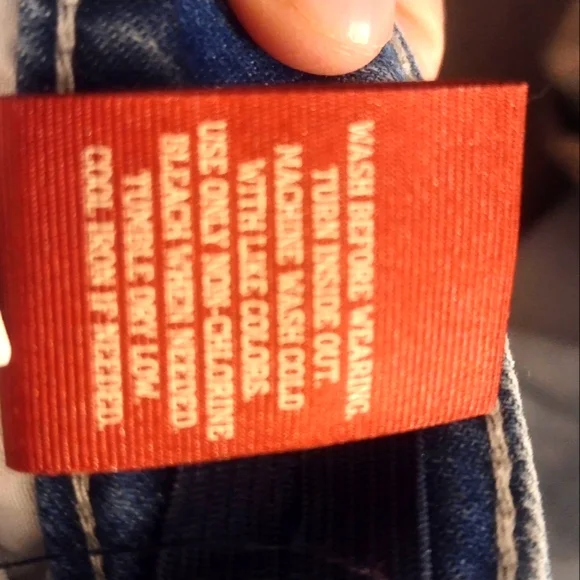 WASH BEFORE WEARING.
TURN INSIDE OUT.
MACHINE WASH COLD
WITH LIKE COLORS.
USE ONLY NON-CHLORINE
BLEACH WHEN NEEDED.
TUMBLE DRY LOW.
COOL IRON IF NEEDED.